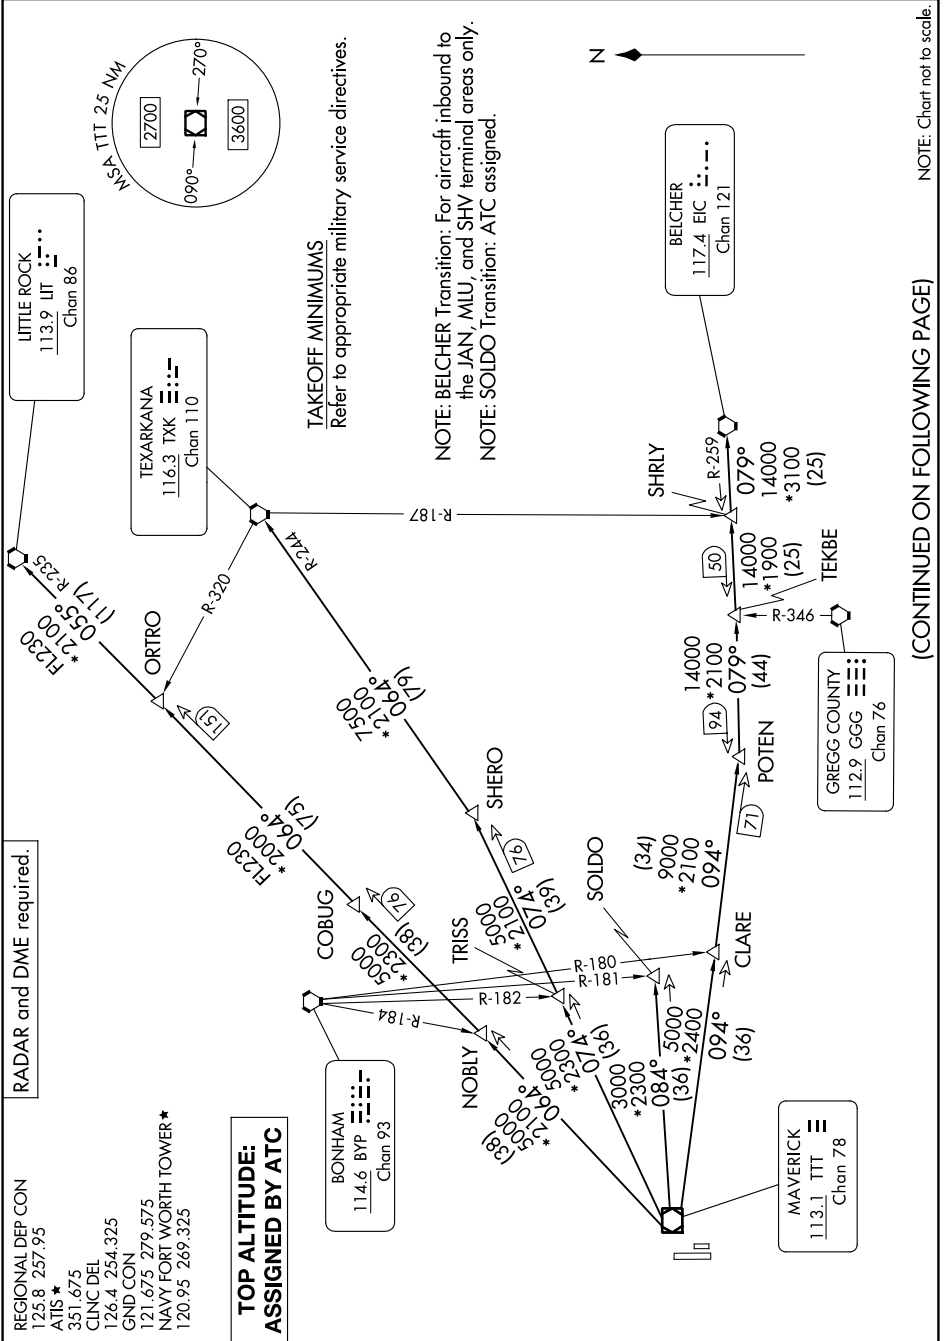 REGIONAL DEP CON
125.8 257.95
ATIS ★
351.675
CLNC DEL
126.4 254.325
GND CON
121.675 279.575
NAVY FORT WORTH TOWER ★
120.95 269.325
RADAR and DME required.
TOP ALTITUDE:
ASSIGNED BY ATC
LITTLE ROCK
113.9 LIT
Chan 86
MSA TTT 25 NM
2700
090°
270°
3600
TEXARKANA
116.3 TXK
Chan 110
TAKEOFF MINIMUMS
Refer to appropriate military service directives.
NOTE: BELCHER Transition: For aircraft inbound to
the JAN, MLU, and SHV terminal areas only.
NOTE: SOLDO Transition: ATC assigned.
N
BONHAM
114.6 BYP
Chan 93
R-184
R-182
R-181
R-180
NOBLY
5000
*2100
064°
(38)
COBUG
76
5000
*2300
(38)
FL230
*2000
064°
(75)
ORTRO
151
R-320
FL230
*2100
055°
(117)
R-235
TRISS
5000
*2300
074°
(36)
SHERO
76
5000
*2100
074°
(39)
7500
*2100
064°
(79)
R-244
R-187
SOLDO
3000
*2300
084°
(36)
CLARE
5000
*2400
094°
(36)
POTEN
71
(34)
9000
*2100
094°
94
14000
*2100
079°
(44)
TEKBE
R-346
50
14000
*1900
(25)
SHRLY
R-259
079°
14000
*3100
(25)
BELCHER
117.4 EIC
Chan 121
GREGG COUNTY
112.9 GGG
Chan 76
MAVERICK
113.1 TTT
Chan 78
(CONTINUED ON FOLLOWING PAGE)
NOTE: Chart not to scale.